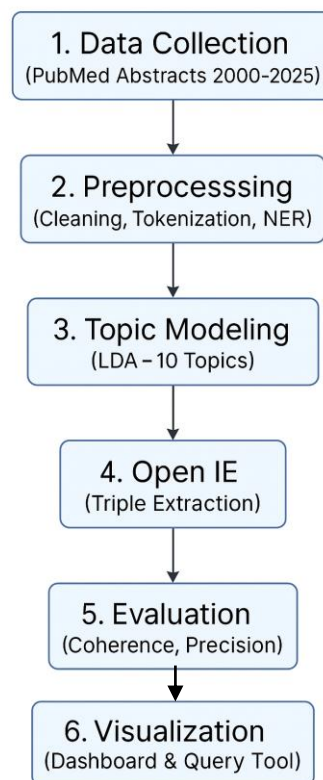 1. Data Collection
(PubMed Abstracts 2000-2025)
2. Preprocesssing
(Cleaning, Tokenization, NER)
3. Topic Modeling
(LDA – 10 Topics)
4. Open IE
(Triple Extraction)
5. Evaluation
(Coherence, Precision)
6. Visualization
(Dashboard & Query Tool)